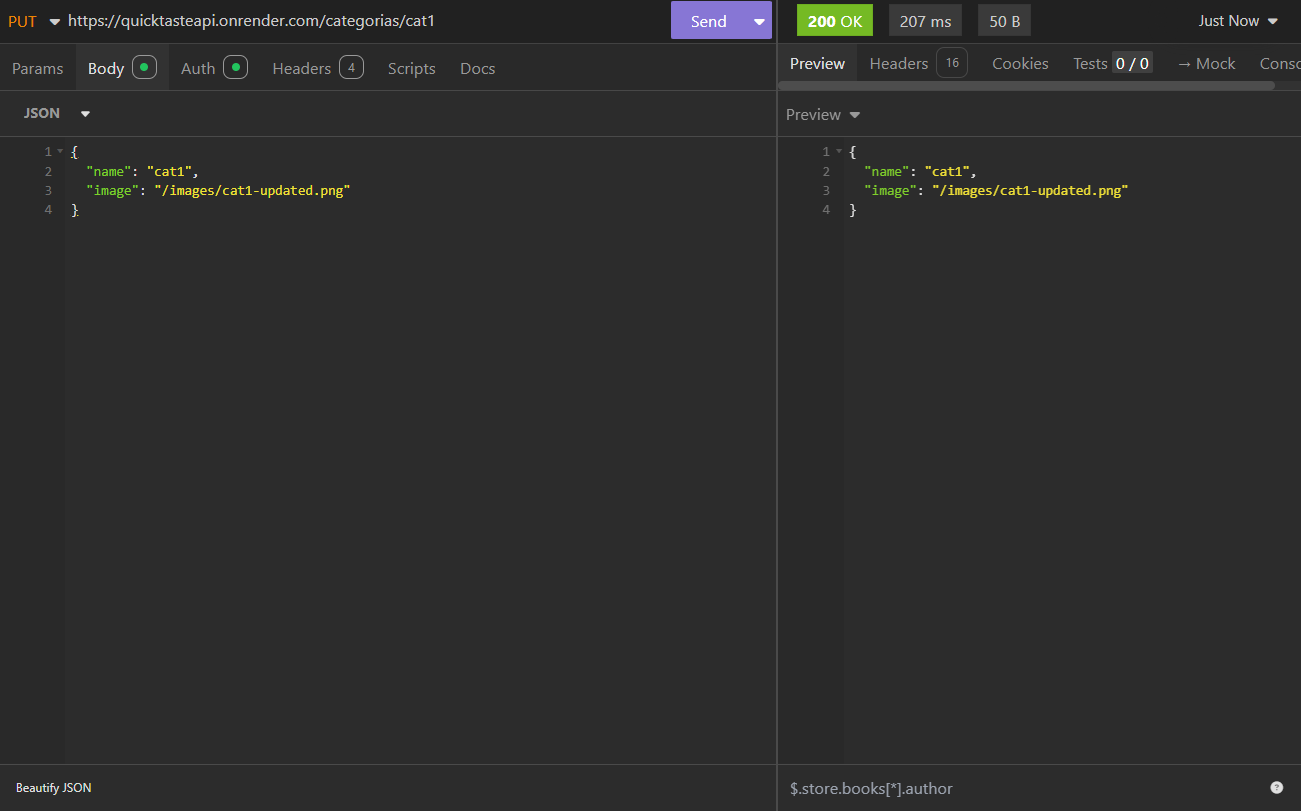 PUT https://quicktasteapi.onrender.com/categorias/cat1 Send
Params Body Auth Headers 4 Scripts Docs
JSON
1 {
2 "name": "cat1",
3 "image": "/images/cat1-updated.png"
4 }
Beautify JSON
200 OK 207 ms 50 B Just Now
Preview Headers 16 Cookies Tests 0 / 0 → Mock Consc
Preview
1 {
2 "name": "cat1",
3 "image": "/images/cat1-updated.png"
4 }
$.store.books[*].author ?